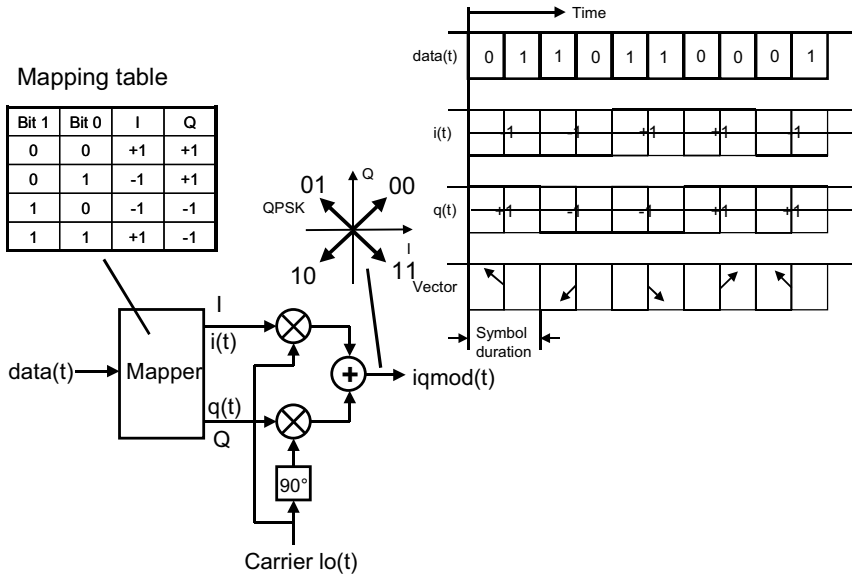 Time
data(t) 0 1 1 0 1 1 0 0 0 1
Mapping table
Bit 1 Bit 0 I Q
0 0 +1 +1
0 1 -1 +1
1 0 -1 -1
1 1 +1 -1
i(t) -1 -1 +1 +1 -1
q(t) +1 -1 -1 +1 +1
Vector
Symbol
duration
Q
01 00
QPSK
I
10 11
I
i(t)
data(t) Mapper iqmod(t)
q(t)
Q
90°
Carrier lo(t)